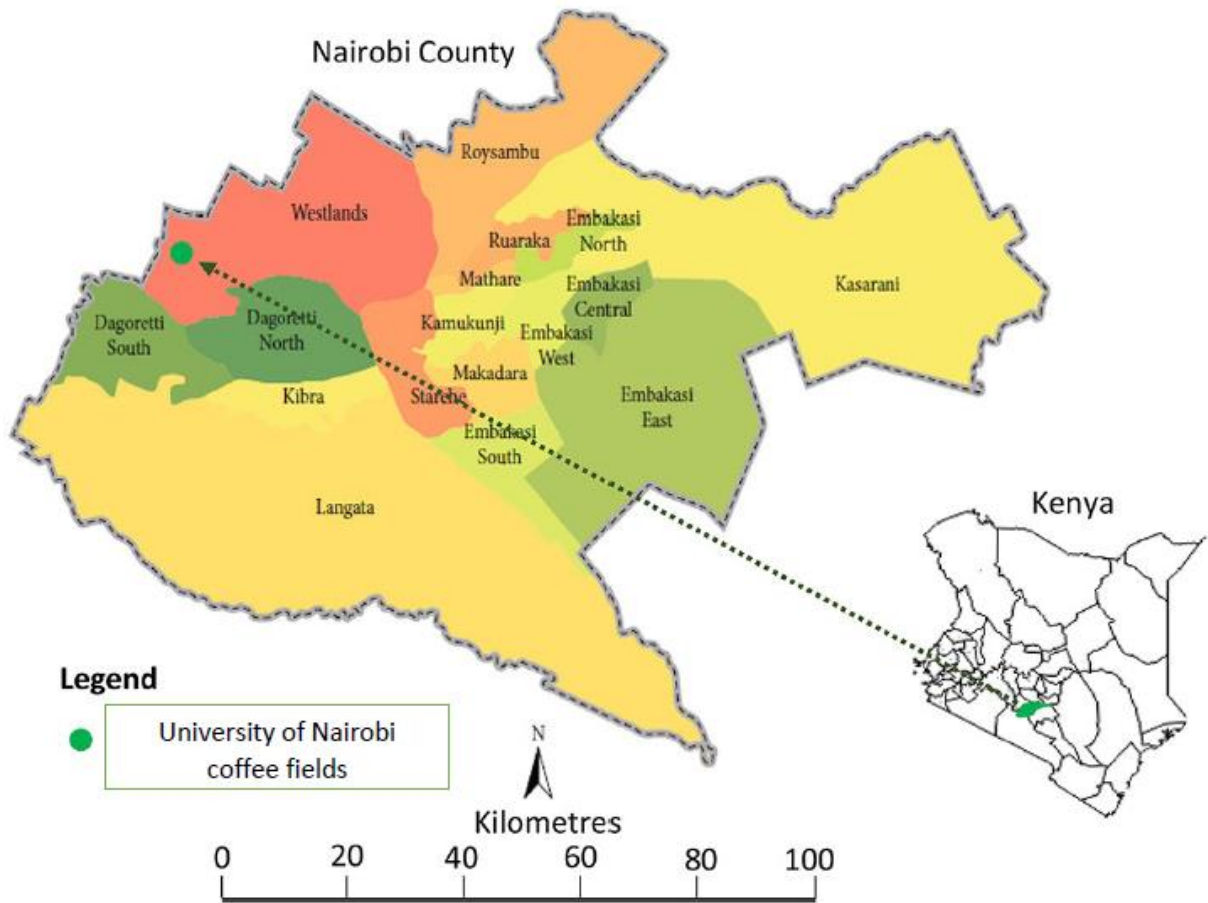 Nairobi County
Roysambu
Westlands
Embakasi
North
Ruaraka
Mathare
Kasarani
Embakasi
Central
Dagoretti
South
Dagoretti
North
Kamukunji
Embakasi
West
Makadara
Kibra
Starehe
Embakasi
East
Embakasi
South
Langata
Kenya
Legend
University of Nairobi
coffee fields
N
Kilometres
0 20 40 60 80 100